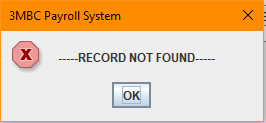 3MBC Payroll System
-----RECORD NOT FOUND-----
OK